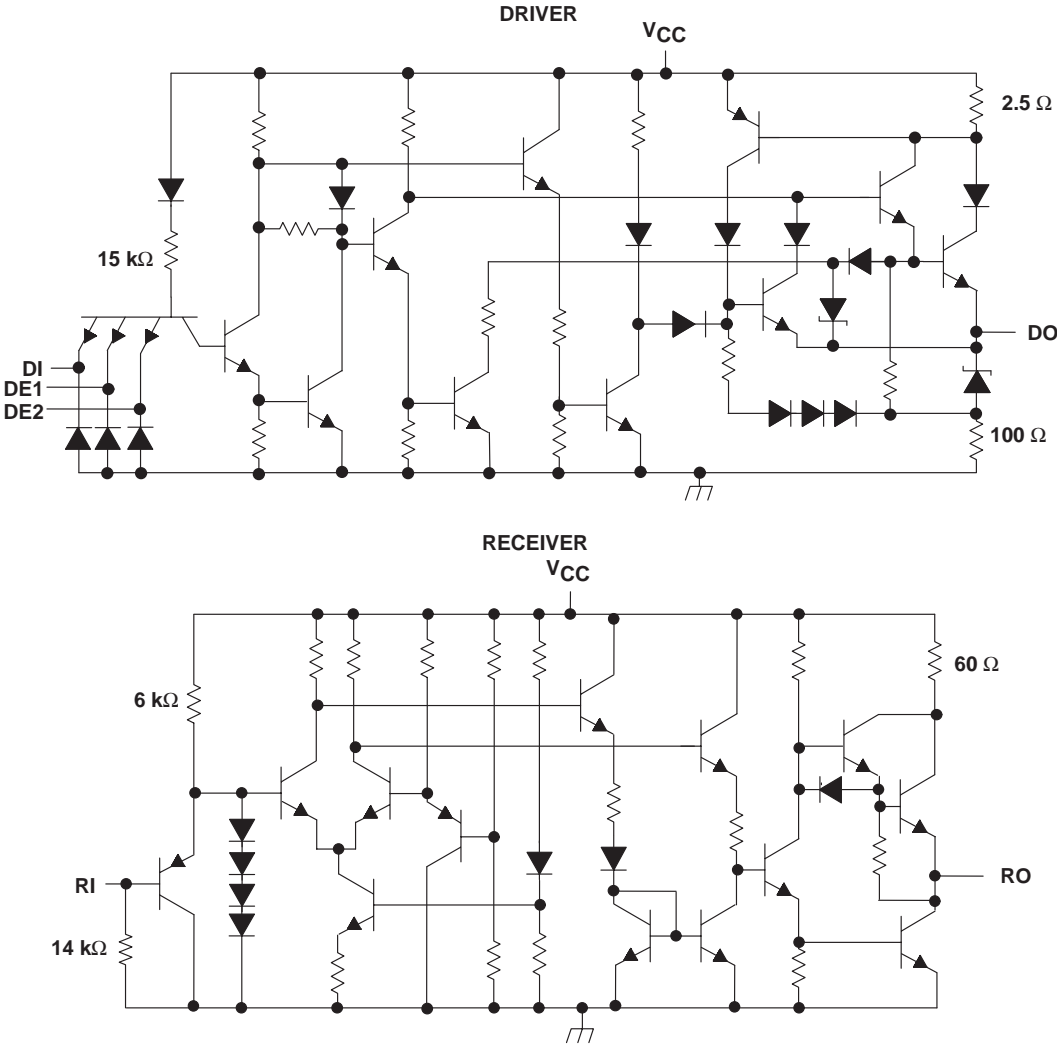 DRIVER
VCC
2.5 Ω
15 kΩ
DI
DE1
DE2
DO
100 Ω
RECEIVER
VCC
6 kΩ
60 Ω
RI
RO
14 kΩ